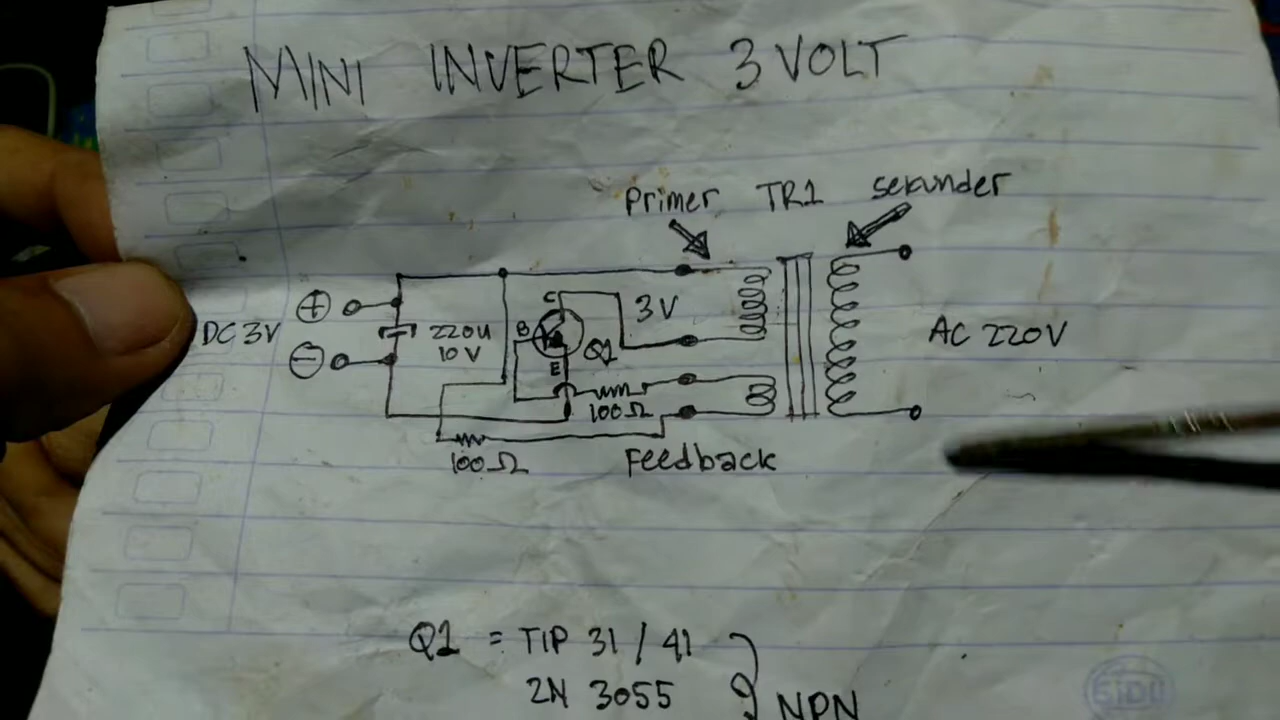 MINI INVERTER 3 VOLT
Primer TR1 sekunder
DC 3V
+
-
220U
10V
C
B
E
Q1
3V
AC 220V
100Ω
100Ω
Feedback
Q1 = TIP 31 / 41
2N 3055
NPN
SIDU